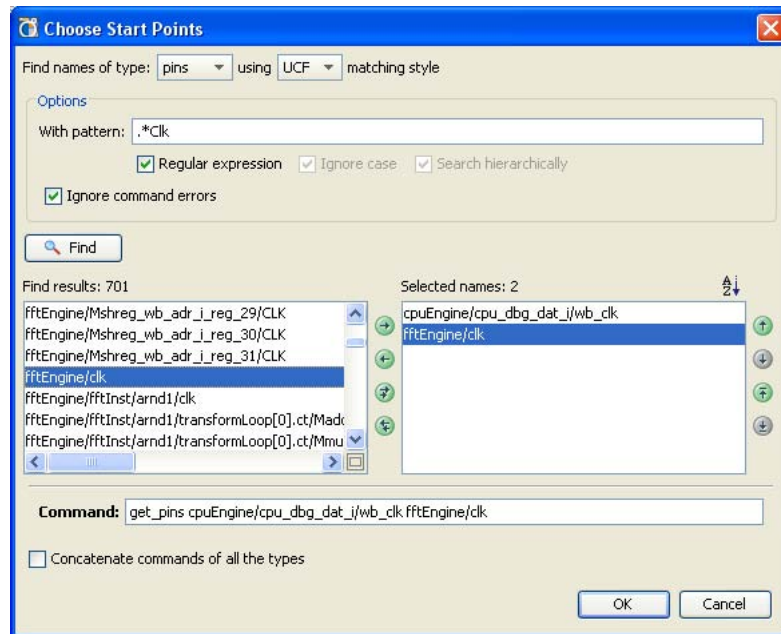 Choose Start Points
Find names of type: pins using UCF matching style
Options
With pattern: .*Clk
Regular expression Ignore case Search hierarchically
Ignore command errors
Find
Find results: 701
fftEngine/Mshreg_wb_adr_i_reg_29/CLK
fftEngine/Mshreg_wb_adr_i_reg_30/CLK
fftEngine/Mshreg_wb_adr_i_reg_31/CLK
fftEngine/clk
fftEngine/fftInst/arnd1/clk
fftEngine/fftInst/arnd1/transformLoop[0].ct/Madd
fftEngine/fftInst/arnd1/transformLoop[0].ct/Mmu
Selected names: 2
A
Z
cpuEngine/cpu_dbg_dat_i/wb_clk
fftEngine/clk
Command: get_pins cpuEngine/cpu_dbg_dat_i/wb_clk fftEngine/clk
Concatenate commands of all the types
OK Cancel